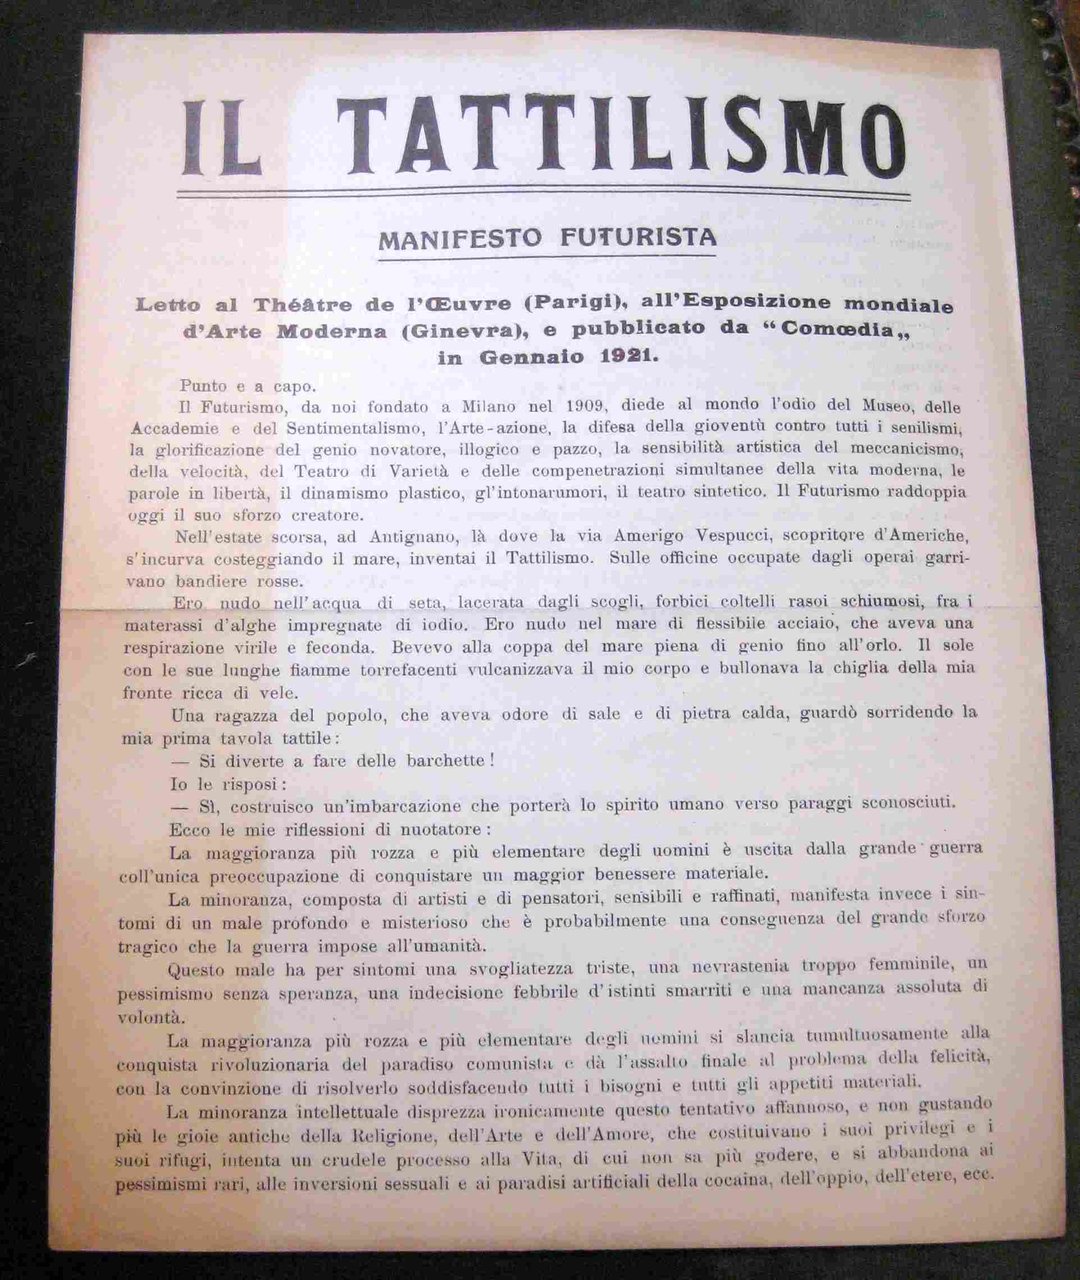 IL TATTILISMO
MANIFESTO FUTURISTA
Letto al Théâtre de l'Œuvre (Parigi), all'Esposizione mondiale
d'Arte Moderna (Ginevra), e pubblicato da “Comœdia„
in Gennaio 1921.
Punto e a capo.
Il Futurismo, da noi fondato a Milano nel 1909, diede al mondo l'odio del Museo, delle
Accademie e del Sentimentalismo, l'Arte-azione, la difesa della gioventù contro tutti i senilismi,
la glorificazione del genio novatore, illogico e pazzo, la sensibilità artistica del meccanicismo,
della velocità, del Teatro di Varietà e delle compenetrazioni simultanee della vita moderna, le
parole in libertà, il dinamismo plastico, gl'intonarumori, il teatro sintetico. Il Futurismo raddoppia
oggi il suo sforzo creatore.
Nell'estate scorsa, ad Antignano, là dove la via Amerigo Vespucci, scopritore d'Americhe,
s'incurva costeggiando il mare, inventai il Tattilismo. Sulle officine occupate dagli operai garri-
vano bandiere rosse.
Ero nudo nell'acqua di seta, lacerata dagli scogli, forbici coltelli rasoi schiumosi, fra i
materassi d'alghe impregnate di iodio. Ero nudo nel mare di flessibile acciaio, che aveva una
respirazione virile e feconda. Bevevo alla coppa del mare piena di genio fino all'orlo. Il sole
con le sue lunghe fiamme torrefacenti vulcanizzava il mio corpo e bullonava la chiglia della mia
fronte ricca di vele.
Una ragazza del popolo, che aveva odore di sale e di pietra calda, guardò sorridendo la
mia prima tavola tattile:
— Si diverte a fare delle barchette!
Io le risposi:
— Sì, costruisco un'imbarcazione che porterà lo spirito umano verso paraggi sconosciuti.
Ecco le mie riflessioni di nuotatore:
La maggioranza più rozza e più elementare degli uomini è uscita dalla grande guerra
coll'unica preoccupazione di conquistare un maggior benessere materiale.
La minoranza, composta di artisti e di pensatori, sensibili e raffinati, manifesta invece i sin-
tomi di un male profondo e misterioso che è probabilmente una conseguenza del grande sforzo
tragico che la guerra impose all'umanità.
Questo male ha per sintomi una svogliatezza triste, una nevrastenia troppo femminile, un
pessimismo senza speranza, una indecisione febbrile d'istinti smarriti e una mancanza assoluta di
volontà.
La maggioranza più rozza e più elementare degli uomini si slancia tumultuosamente alla
conquista rivoluzionaria del paradiso comunista e dà l'assalto finale al problema della felicità,
con la convinzione di risolverlo soddisfacendo tutti i bisogni e tutti gli appetiti materiali.
La minoranza intellettuale disprezza ironicamente questo tentativo affannoso, e non gustando
più le gioie antiche della Religione, dell'Arte e dell'Amore, che costituivano i suoi privilegi e i
suoi rifugi, intenta un crudele processo alla Vita, di cui non sa più godere, e si abbandona ai
pessimismi rari, alle inversioni sessuali e ai paradisi artificiali della cocaina, dell'oppio, dell'etere, ecc.